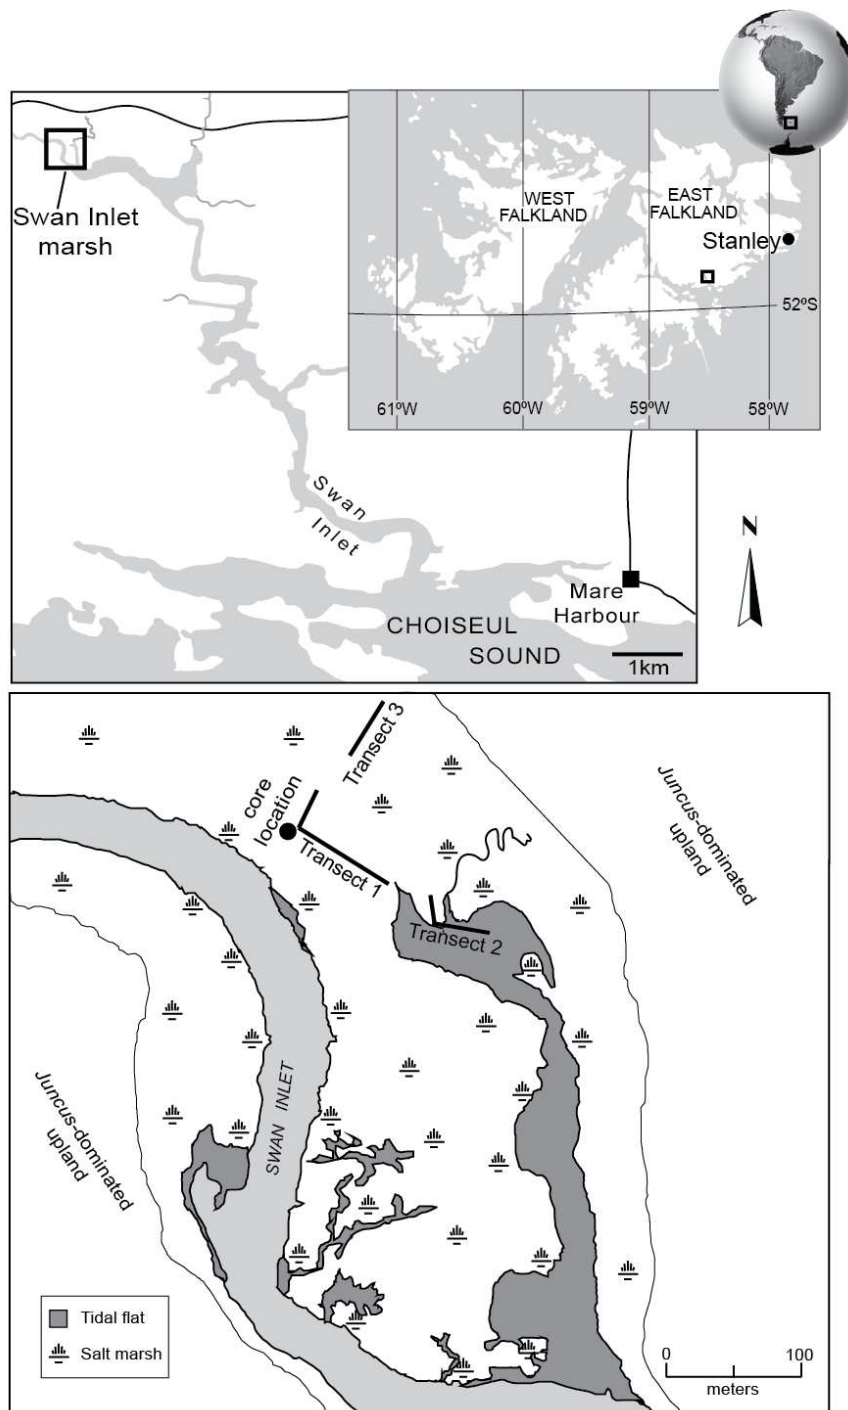 WEST
FALKLAND
EAST
FALKLAND
Stanley
52ºS
61ºW
60ºW
59ºW
58ºW
Swan Inlet
marsh
Swan
Inlet
N
Mare
Harbour
CHOISEUL
SOUND
1km
Transect 3
core
location
Transect 1
Transect 2
Juncus-dominated
upland
SWAN INLET
Juncus-dominated
upland
Tidal flat
Salt marsh
0 100
meters